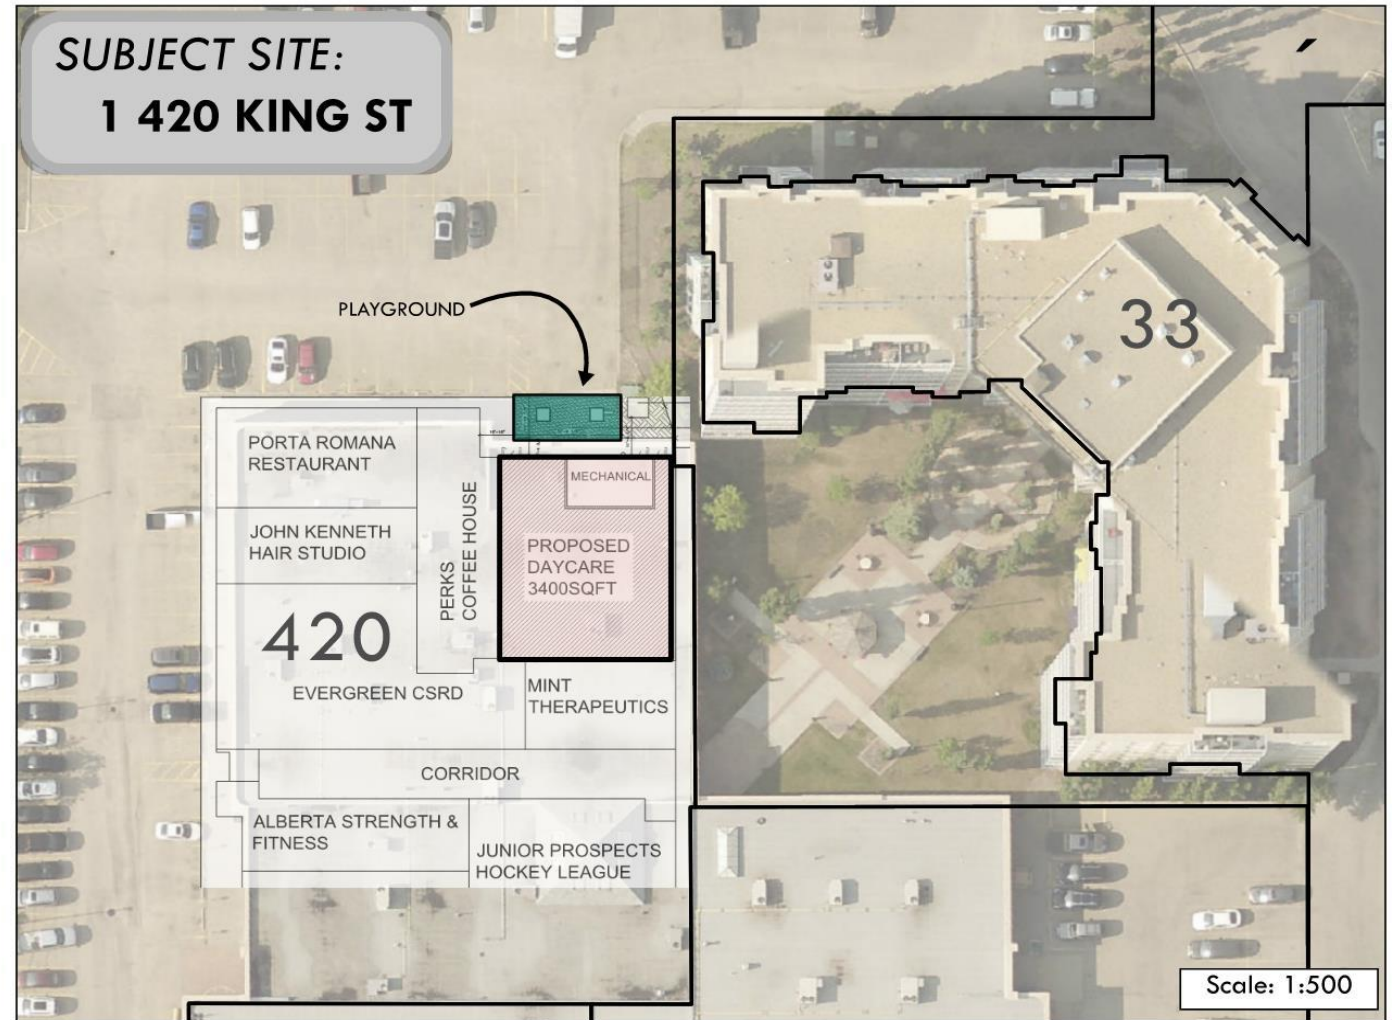 SUBJECT SITE:
1 420 KING ST
PLAYGROUND
33
PORTA ROMANA
RESTAURANT
MECHANICAL
JOHN KENNETH
HAIR STUDIO
PERKS
COFFEE HOUSE
PROPOSED
DAYCARE
3400SQFT
420
EVERGREEN CSRD
MINT
THERAPEUTICS
CORRIDOR
ALBERTA STRENGTH &
FITNESS
JUNIOR PROSPECTS
HOCKEY LEAGUE
Scale: 1:500